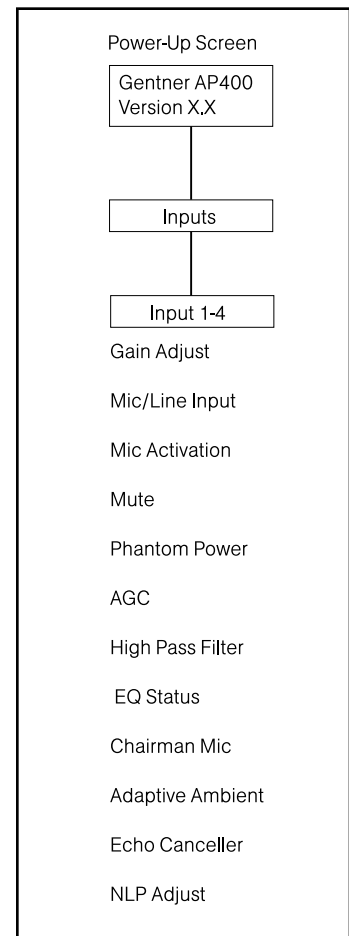 Power-Up Screen
Gentner AP400
Version X.X
Inputs
Input 1-4
Gain Adjust
Mic/Line Input
Mic Activation
Mute
Phantom Power
AGC
High Pass Filter
EQ Status
Chairman Mic
Adaptive Ambient
Echo Canceller
NLP Adjust